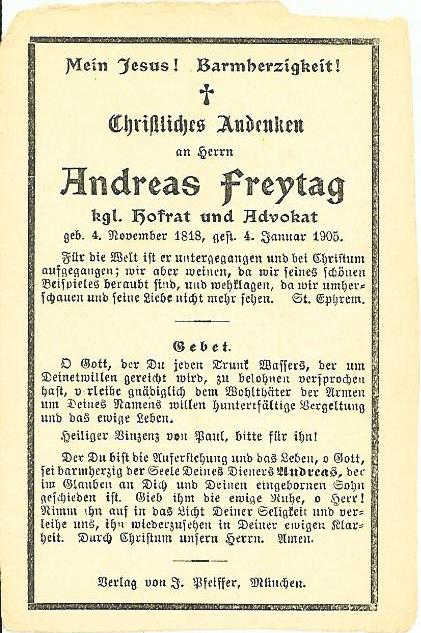 Mein Jesus! Barmherzigkeit!
Christliches Andenken
an Herrn
Andreas Freytag
kgl. Hofrat und Advokat
geb. 4. November 1818, gest. 4. Januar 1905.
Für die Welt ist er untergegangen und bei Christum
aufgegangen; wir aber weinen, da wir seines schönen
Beispieles beraubt sind, und wehklagen, da wir umher-
schauen und seine Liebe nicht mehr sehen. St. Ephrem.
Gebet.
O Gott, der Du jeden Trunk Wassers, der um
Deinetwillen gereicht wird, zu belohnen versprochen
hast, v rleihe gnädiglich dem Wohlthäter der Armen
um Deines Namens willen huntertfältige Vergeltung
und das ewige Leben.
Heiliger Vinzenz von Paul, bitte für ihn!
Der Du bist die Auferstehung und das Leben, o Gott,
sei barmherzig der Seele Deines Dieners Andreas, der
im Glauben an Dich und Deinen eingebornen Sohn
geschieden ist. Gieb ihm die ewige Ruhe, o Herr!
Nimm ihn auf in das Licht Deiner Seligkeit und ver-
leihe uns, ihn wiederzusehen in Deiner ewigen Klar-
heit. Durch Christum unsern Herrn. Amen.
Verlag von J. Pfeiffer, München.